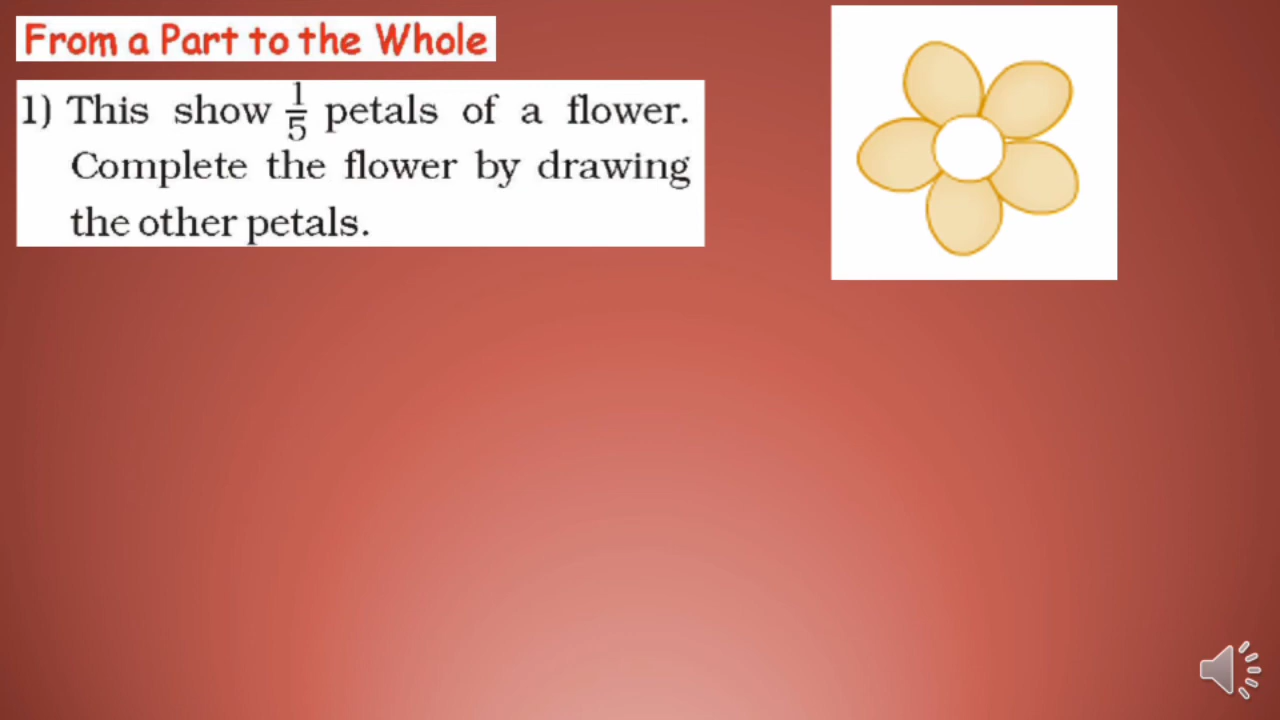 From a Part to the Whole
1) This show 1/5 petals of a flower.
Complete the flower by drawing
the other petals.